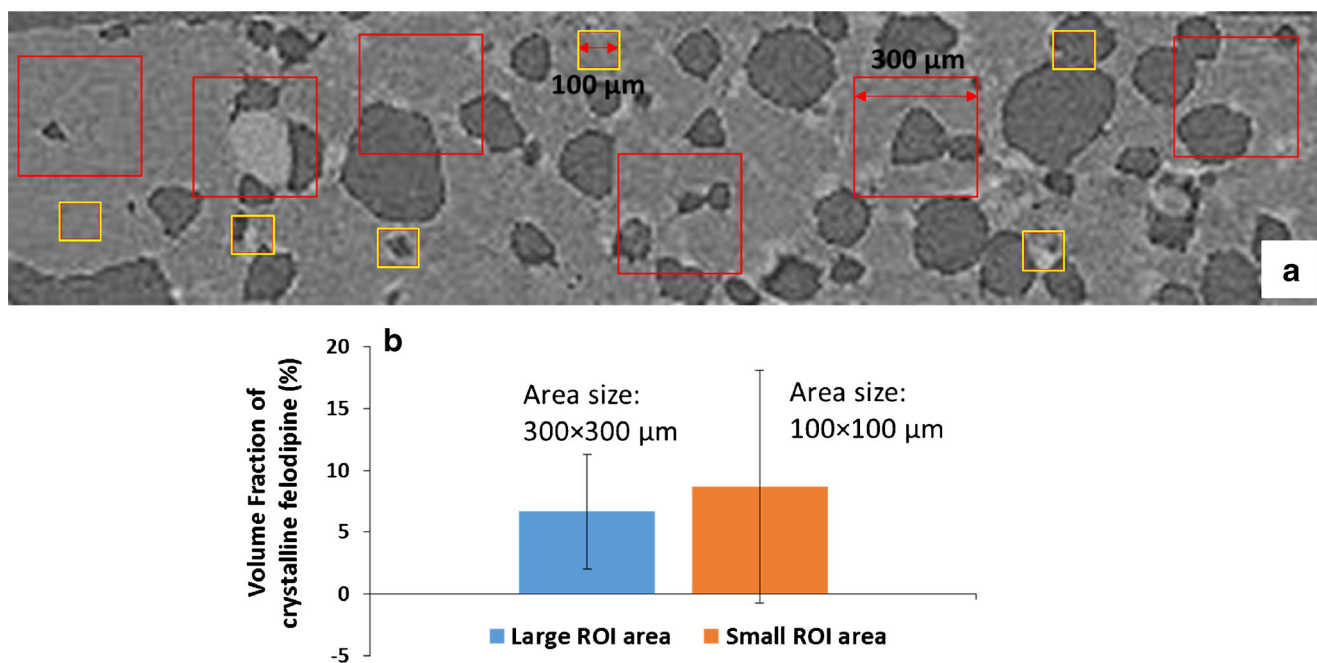 100 µm
300 µm
a
b
Volume Fraction of
crystalline felodipine (%)
20
15
10
5
0
-5
Area size:
300×300 µm
Area size:
100×100 µm
Large ROI area
Small ROI area